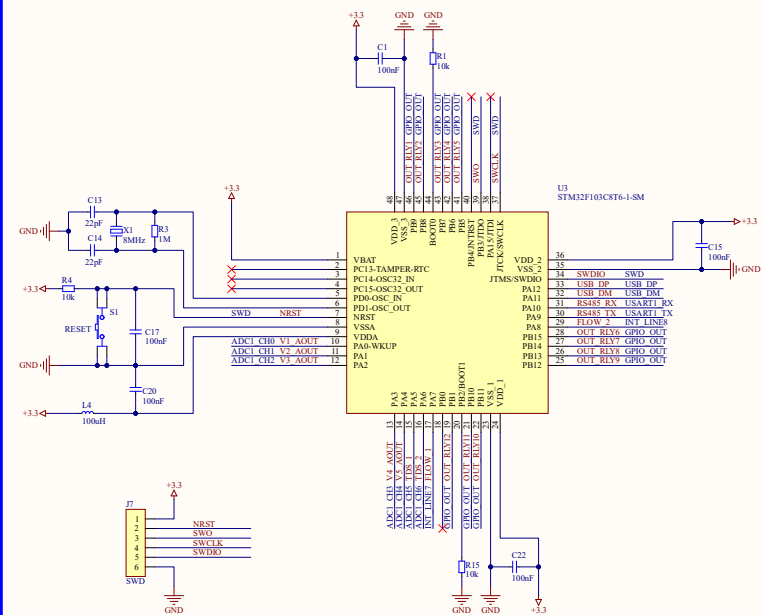 +3.3
GND
GND
C1
100nF
R1
10k
OUT_RLY1 GPIO_OUT
OUT_RLY2 GPIO_OUT
OUT_RLY3 GPIO_OUT
OUT_RLY4 GPIO_OUT
OUT_RLY5 GPIO_OUT
SWO SWD
SWCLK SWD
48
47
46
45
44
43
42
41
40
39
38
37
VDD_3
VSS_3
PB9
PB8
BOOT0
PB7
PB6
PB5
PB4/JNTRST
PB3/JTDO
PA15/JTDI
JTCK/SWCLK
U3
STM32F103C8T6-1-SM
+3.3
C13
22pF
GND
X1
8MHz
R3
1M
C14
22pF
R4
+3.3
10k
SWD NRST
S1
RESET
C17
100nF
GND
C20
100nF
L4
+3.3
100uH
1 VBAT
2 PC13-TAMPER-RTC
3 PC14-OSC32_IN
4 PC15-OSC32_OUT
5 PD0-OSC_IN
6 PD1-OSC_OUT
7 NRST
8 VSSA
9 VDDA
ADC1_CH0 V1_AOUT 10 PA0-WKUP
ADC1_CH1 V2_AOUT 11 PA1
ADC1_CH2 V3_AOUT 12 PA2
VDD_2 36
VSS_2 35
JTMS/SWDIO 34 SWDIO SWD
PA12 33 USB_DP USB_DP
PA11 32 USB_DM USB_DM
PA10 31 RS485_RX USART1_RX
PA9 30 RS485_TX USART1_TX
PA8 29 FLOW_2 INT_LINE8
PB15 28 OUT_RLY6 GPIO_OUT
PB14 27 OUT_RLY7 GPIO_OUT
PB13 26 OUT_RLY8 GPIO_OUT
PB12 25 OUT_RLY9 GPIO_OUT
+3.3
C15
100nF
GND
PA3
PA4
PA5
PA6
PA7
PB0
PB1
PB2/BOOT1
PB10
PB11
VSS_1
VDD_1
13
14
15
16
17
18
19
20
21
22
23
24
ADC1_CH3 V4_AOUT
ADC1_CH4 V5_AOUT
ADC1_CH5 TDS_1
ADC1_CH6 TDS_2
INT_LINE7 FLOW_1
GPIO_OUT OUT_RLY12
GPIO_OUT OUT_RLY11
GPIO_OUT OUT_RLY10
R15
10k
GND
GND
C22
100nF
+3.3
+3.3
J7
1
2 NRST
3 SWO
4 SWCLK
5 SWDIO
6
SWD
GND